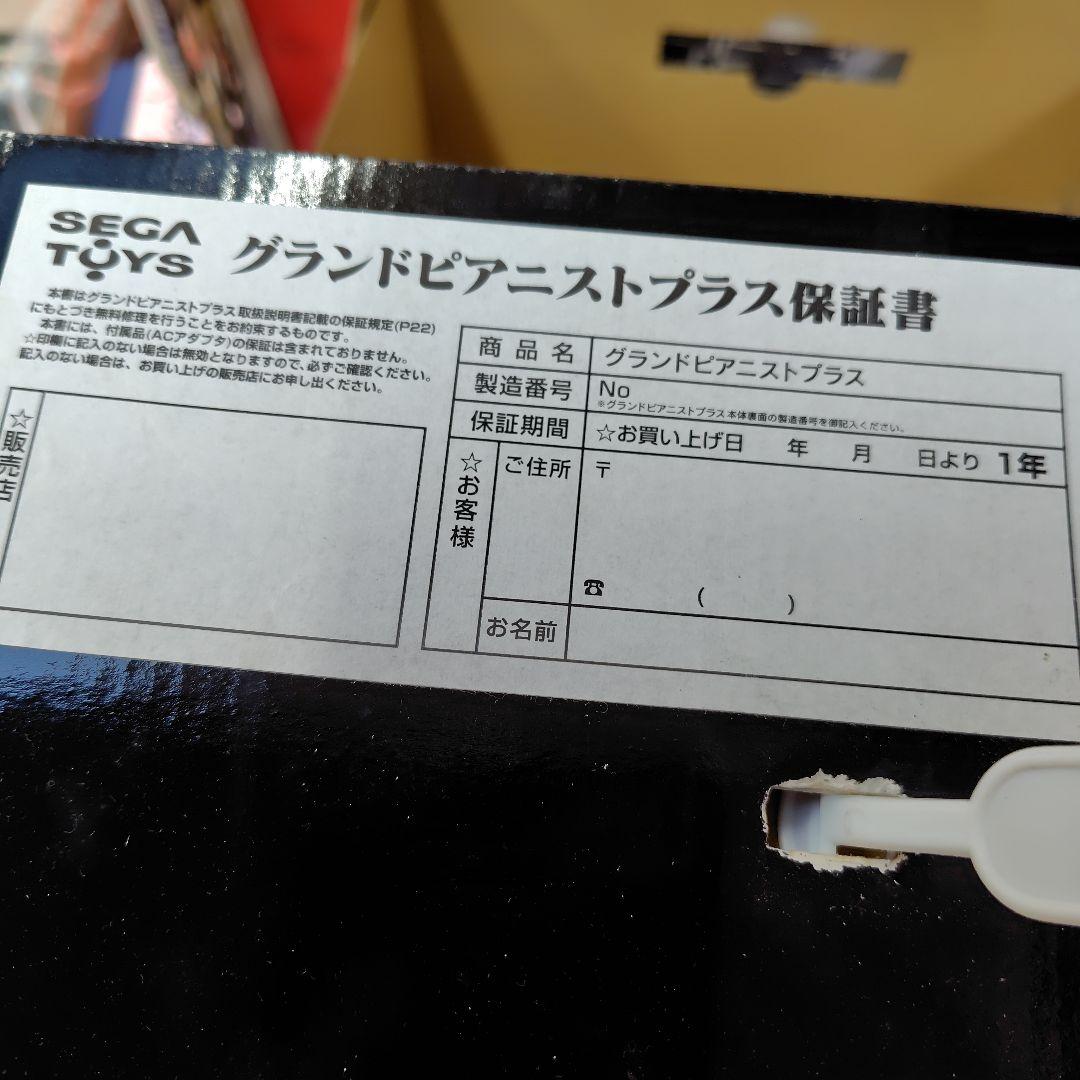 SEGA
TOYS
グランドピアニストプラス保証書
本書はグランドピアニストプラス取扱説明書記載の保証規定(P22)
にもとづき無料修理を行うことをお約束するものです。
本書には、付属品(ACアダプタ)の保証は含まれておりません。
☆印欄に記入のない場合は無効となりますので、必ずご確認ください。
記入のない場合は、お買い上げの販売店にお申し出ください。
☆販売店
商品名
グランドピアニストプラス
製造番号
No
※グランドピアニストプラス本体裏面の製造番号を御記入ください。
保証期間
☆お買い上げ日 年 月 日より 1年
☆お客様
ご住所
〒
☎ ( )
お名前